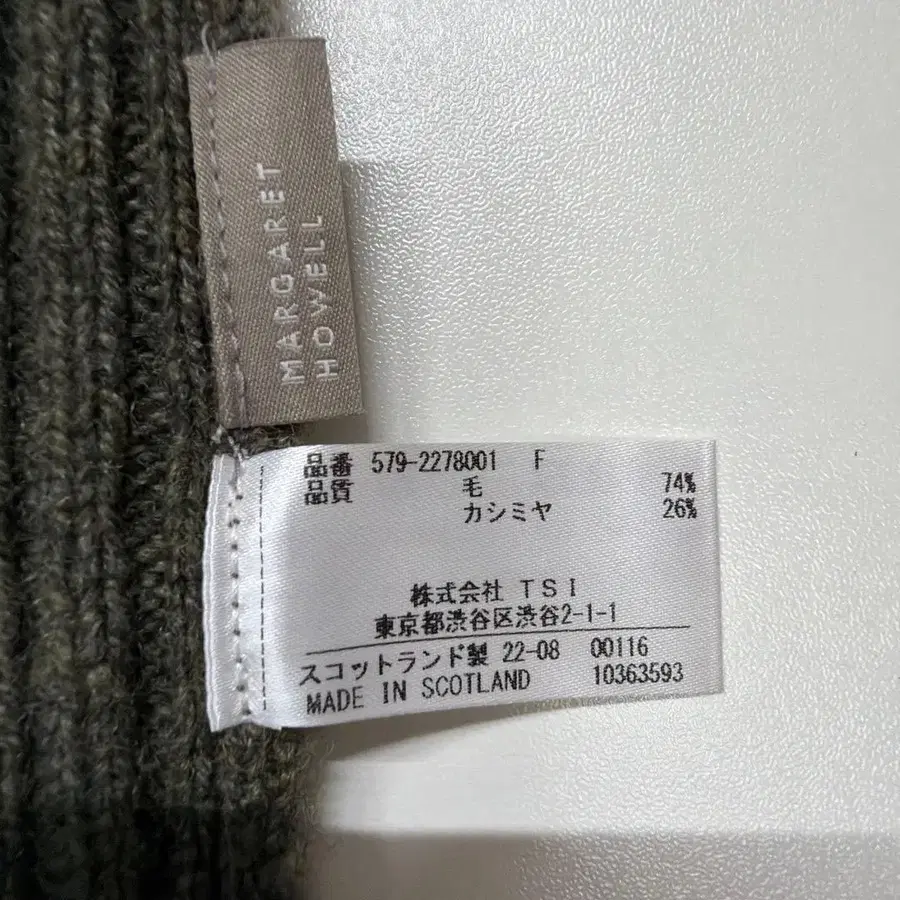 MARGARET
HOWELL
品番 579-2278001 F
品質 毛 74%
カシミヤ 26%
株式会社 TSI
東京都渋谷区渋谷2-1-1
スコットランド製 22-08 00116
MADE IN SCOTLAND 10363593